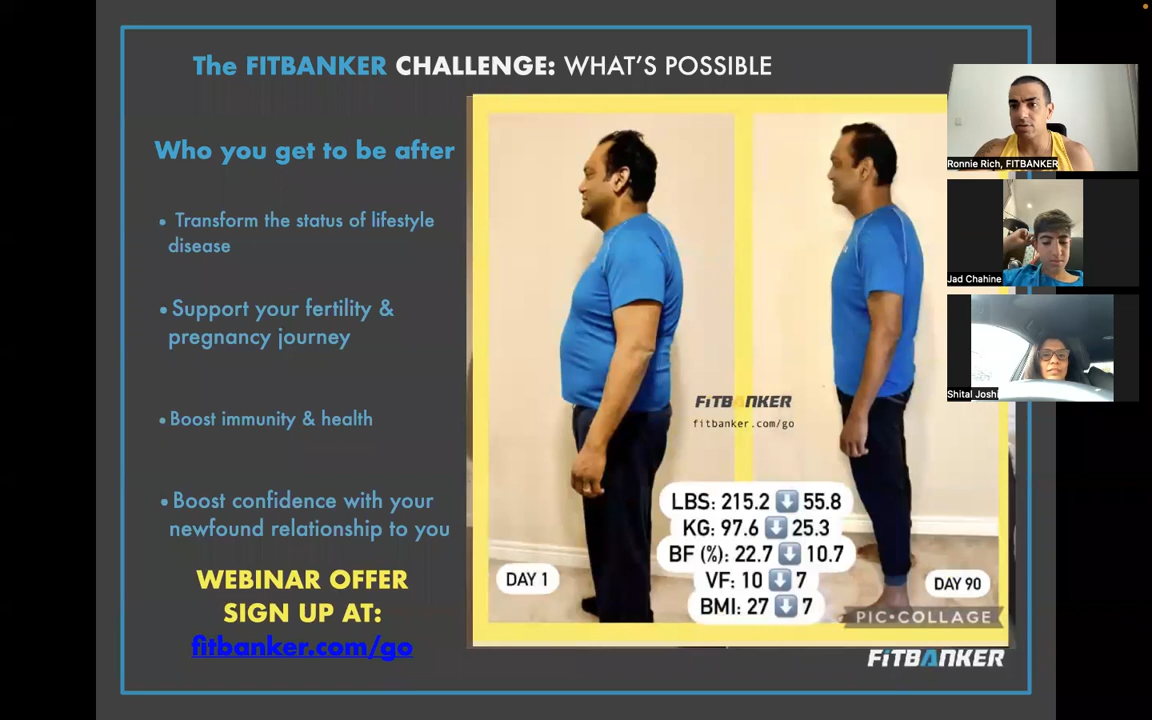 The FITBANKER CHALLENGE: WHAT'S POSSIBLE
Who you get to be after
• Transform the status of lifestyle
disease
• Support your fertility &
pregnancy journey
• Boost immunity & health
• Boost confidence with your
newfound relationship to you
WEBINAR OFFER
SIGN UP AT:
fitbanker.com/go
FiTBANKER
fitbanker.com/go
LBS: 215.2 ⬇️ 55.8
KG: 97.6 ⬇️ 25.3
BF (%): 22.7 ⬇️ 10.7
VF: 10 ⬇️ 7
BMI: 27 ⬇️ 7
DAY 1
DAY 90
PIC•COLLAGE
FiTBANKER
Ronnie Rich, FITBANKER
Jad Chahine
Shital Joshi